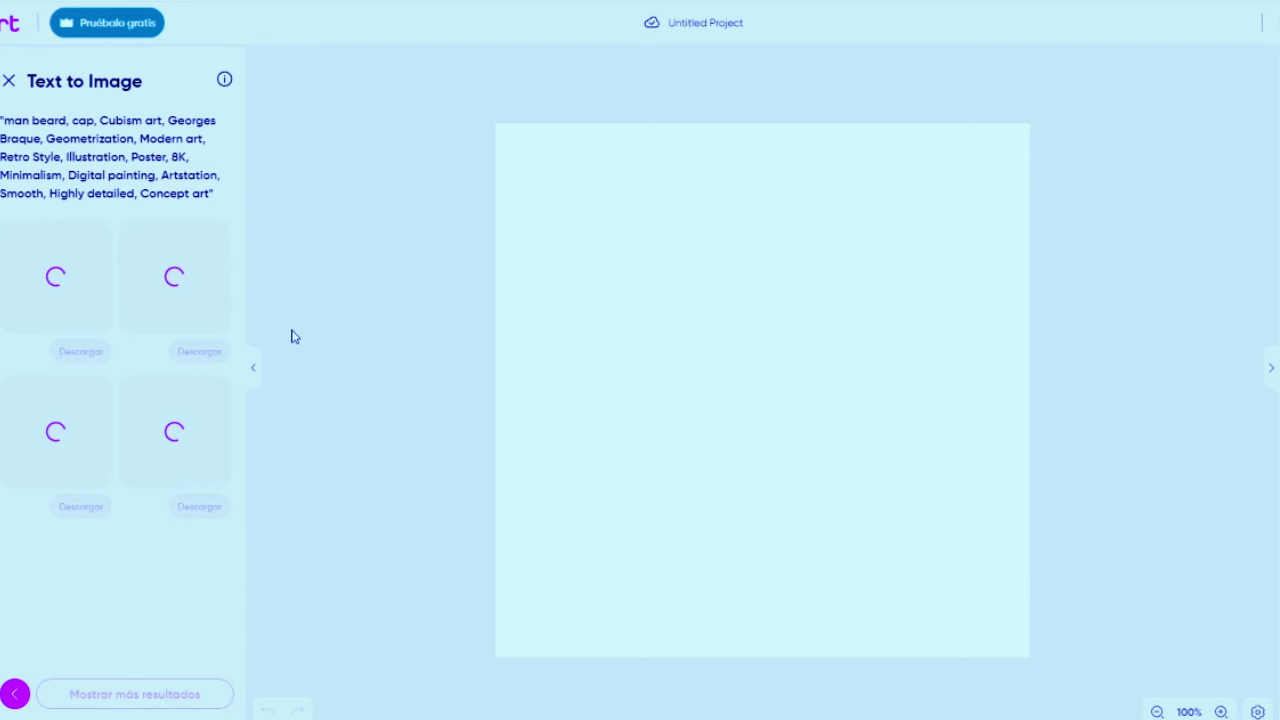 rt
Pruébalo gratis
Untitled Project
Text to Image
"man beard, cap, Cubism art, Georges
Braque, Geometrization, Modern art,
Retro Style, Illustration, Poster, 8K,
Minimalism, Digital painting, Artstation,
Smooth, Highly detailed, Concept art"
Descargar
Descargar
Descargar
Descargar
Mostrar más resultados
100%